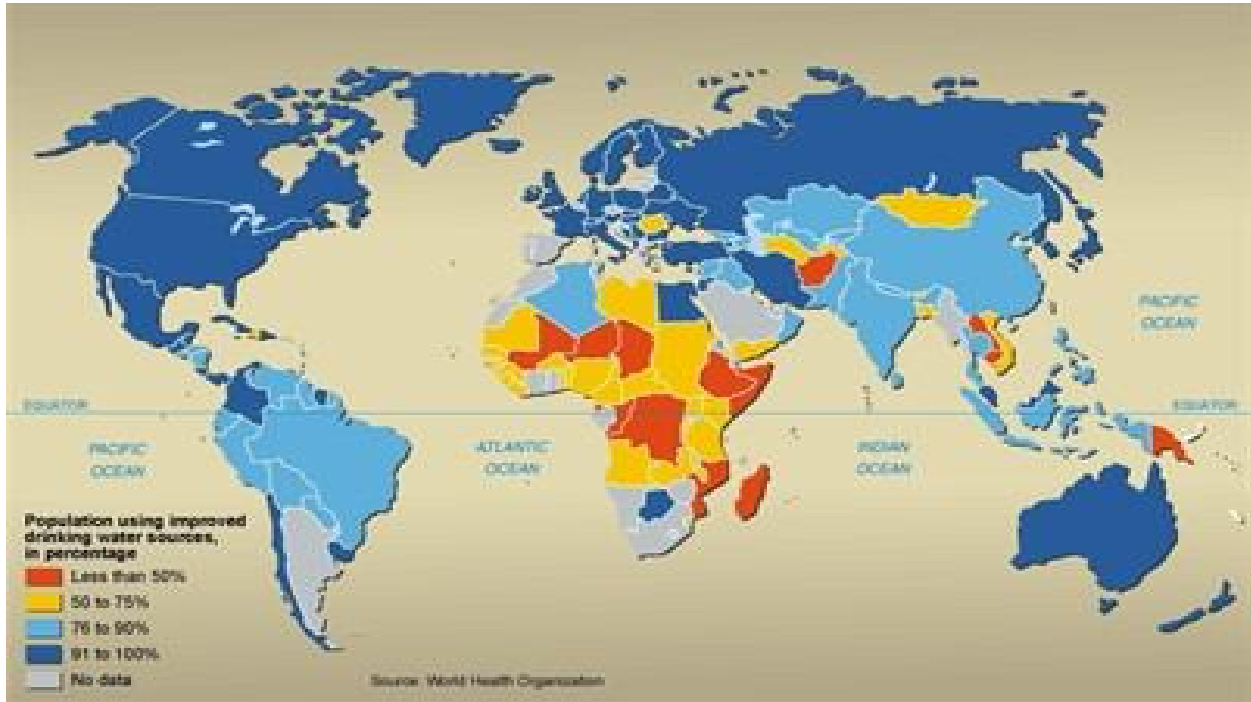 PACIFIC
OCEAN
EQUATOR
EQUATOR
PACIFIC
OCEAN
ATLANTIC
OCEAN
INDIAN
OCEAN
Population using improved
drinking water sources,
in percentage
Less than 50%
50 to 75%
76 to 90%
91 to 100%
No data
Source: World Health Organization